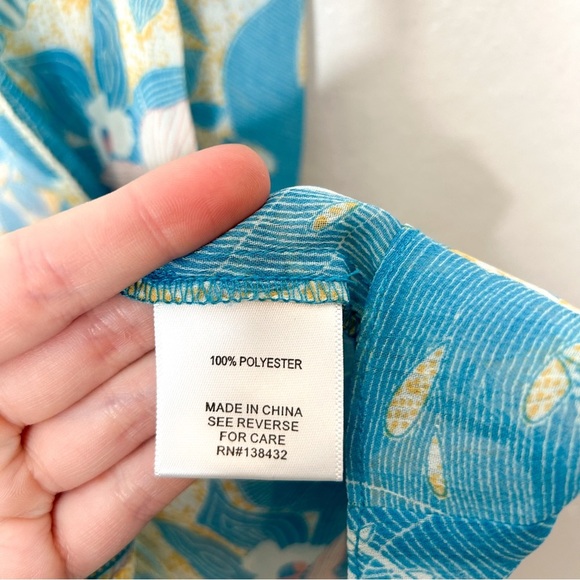 100% POLYESTER
MADE IN CHINA
SEE REVERSE
FOR CARE
RN#138432